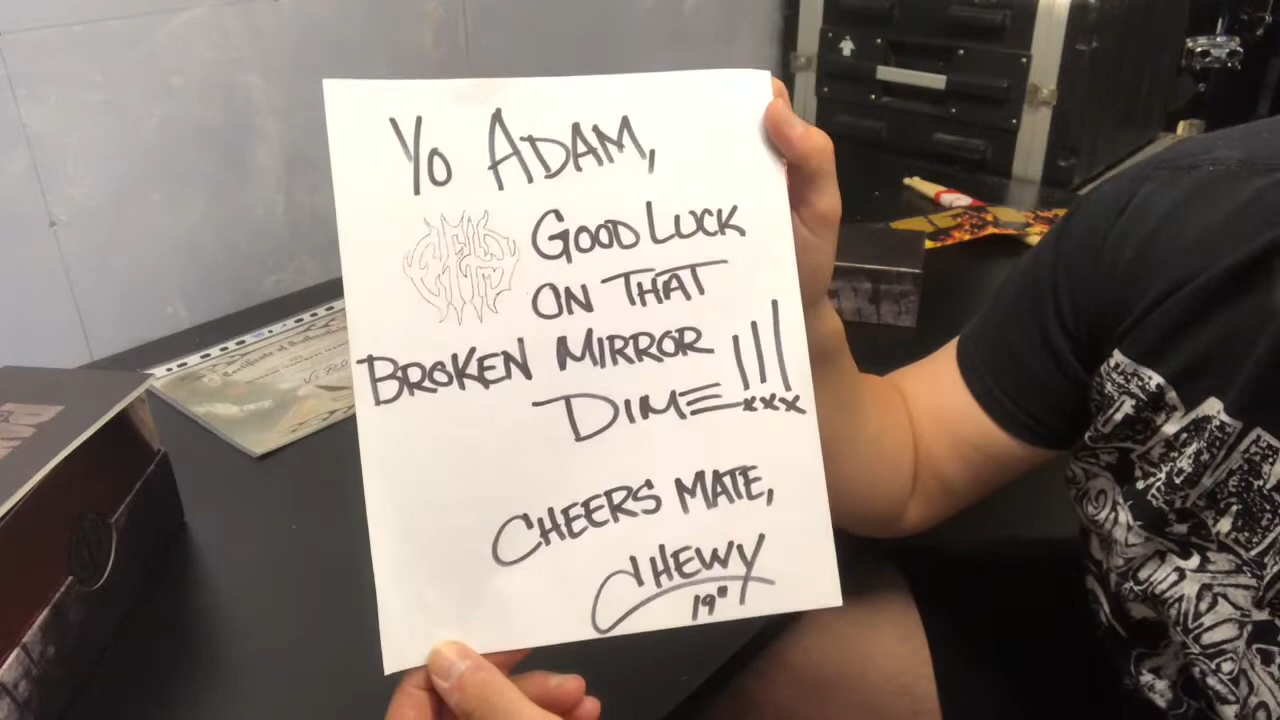 Yo ADAM,
GOOD LUCK
ON THAT
BROKEN MIRROR
DIME!!!
xxx
CHEERS MATE,
CHEWY
19"